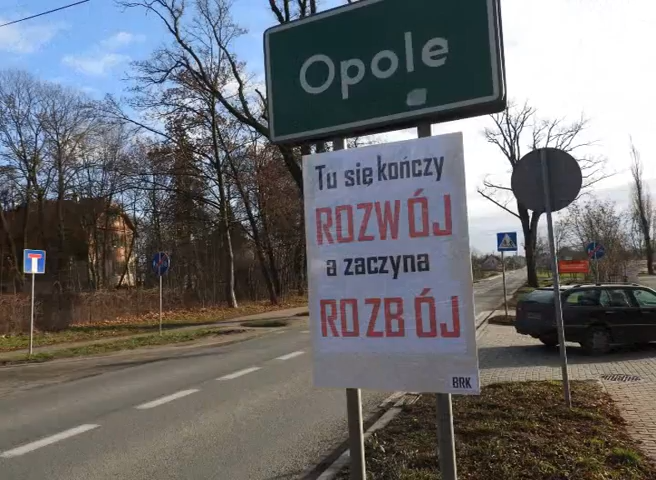 Opole
Tu się kończy
ROZWÓJ
a zaczyna
ROZBÓJ
BRK